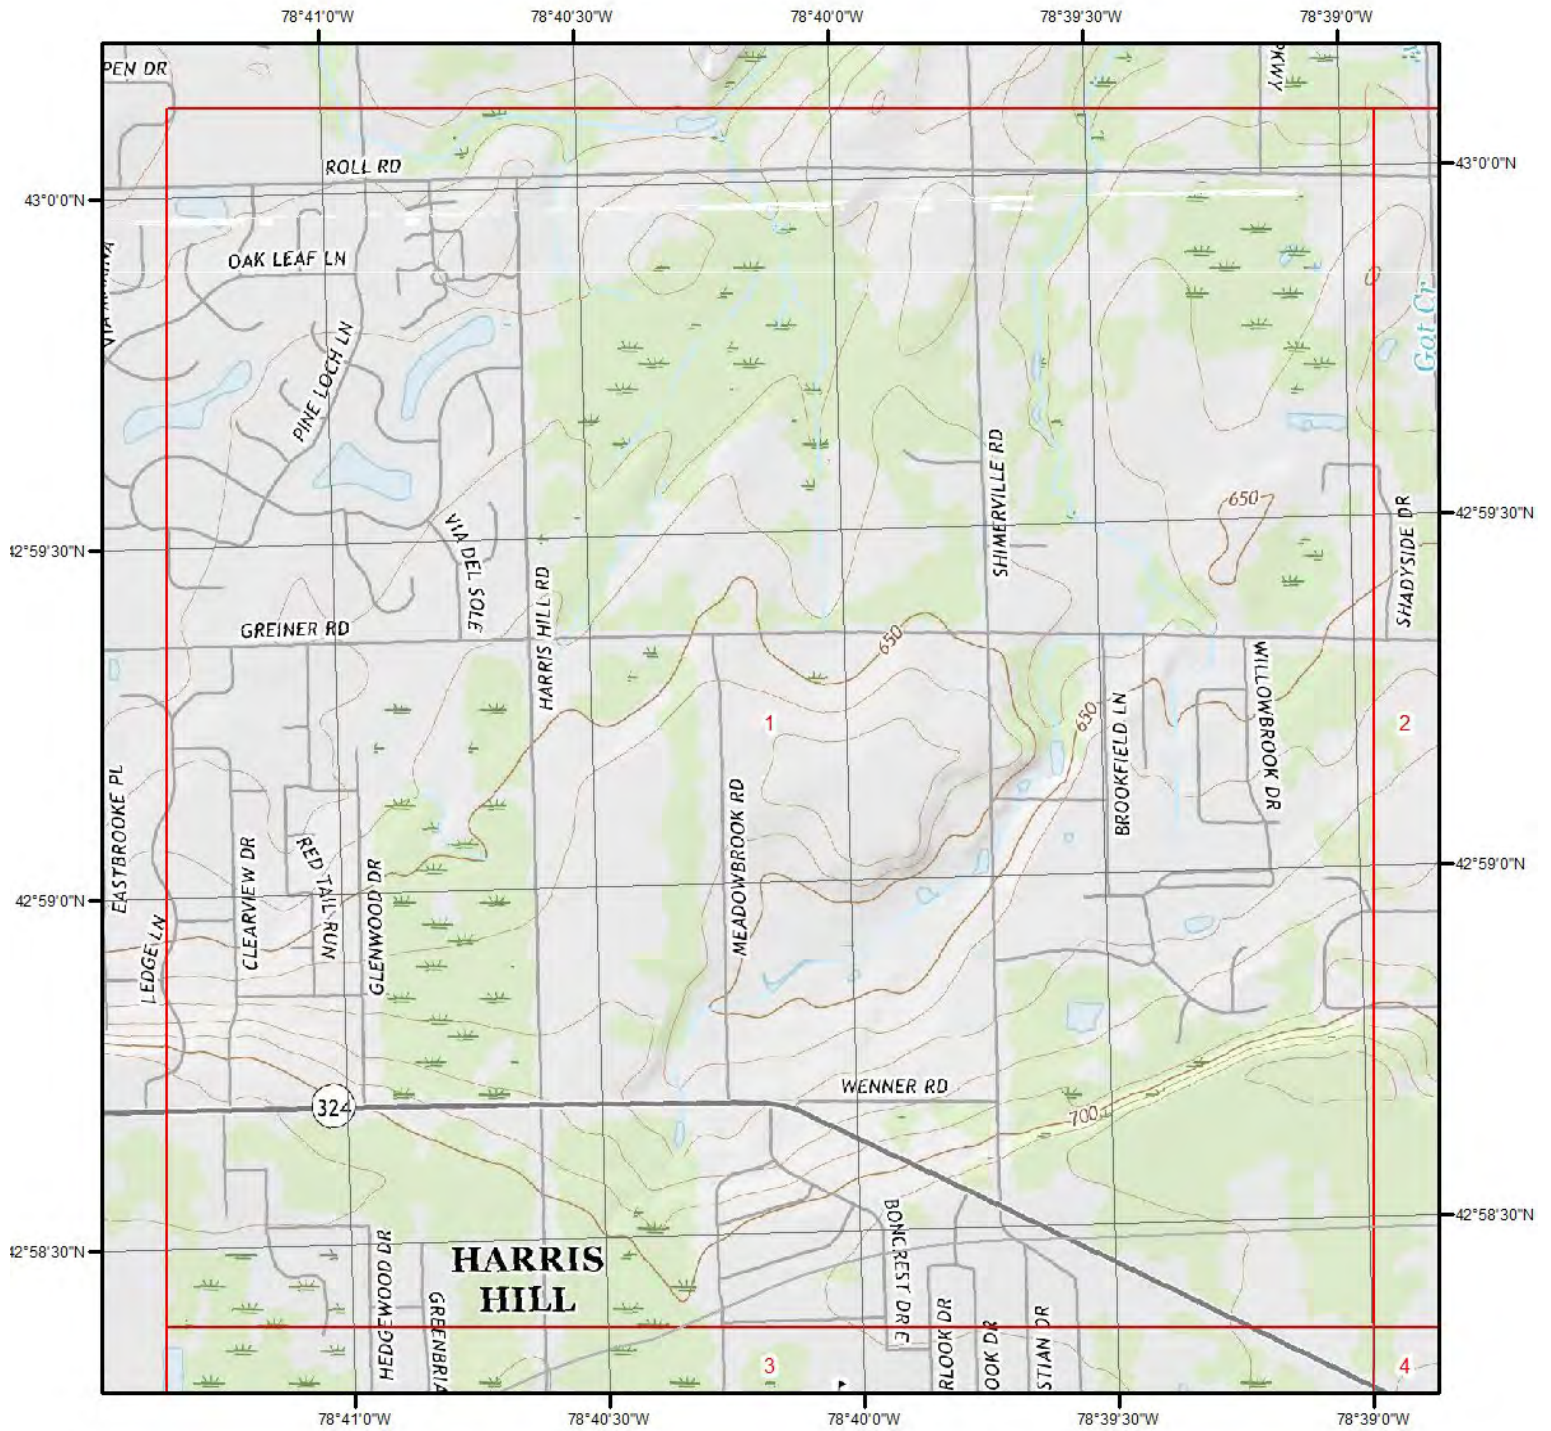 78°41'0"W
78°40'30"W
78°40'0"W
78°39'30"W
78°39'0"W
PEN DR
PKWY
ROLL RD
43°0'0"N
43°0'0"N
OAK LEAF LN
Got Cr
PINE LOCH LN
SHIMERVILLE RD
650
42°59'30"N
VIA DEL SOLE
SHADYSIDE DR
2°59'30"N
HARRIS HILL RD
GREINER RD
650
WILLOWBROOK DR
650
BROOKFIELD LN
1
2
EASTBROOKE PL
MEADOWBROOK RD
CLEARVIEW DR
RED TAIL RUN
GLENWOOD DR
42°59'0"N
42°59'0"N
LEDGE LN
WENNER RD
324
700
BONCREST DR E
42°58'30"N
2°58'30"N
HARRIS
HILL
HEDGEWOOD DR
GREENBRIA
RLOOK DR
OOK DR
STIAN DR
3
4
78°41'0"W
78°40'30"W
78°40'0"W
78°39'30"W
78°39'0"W